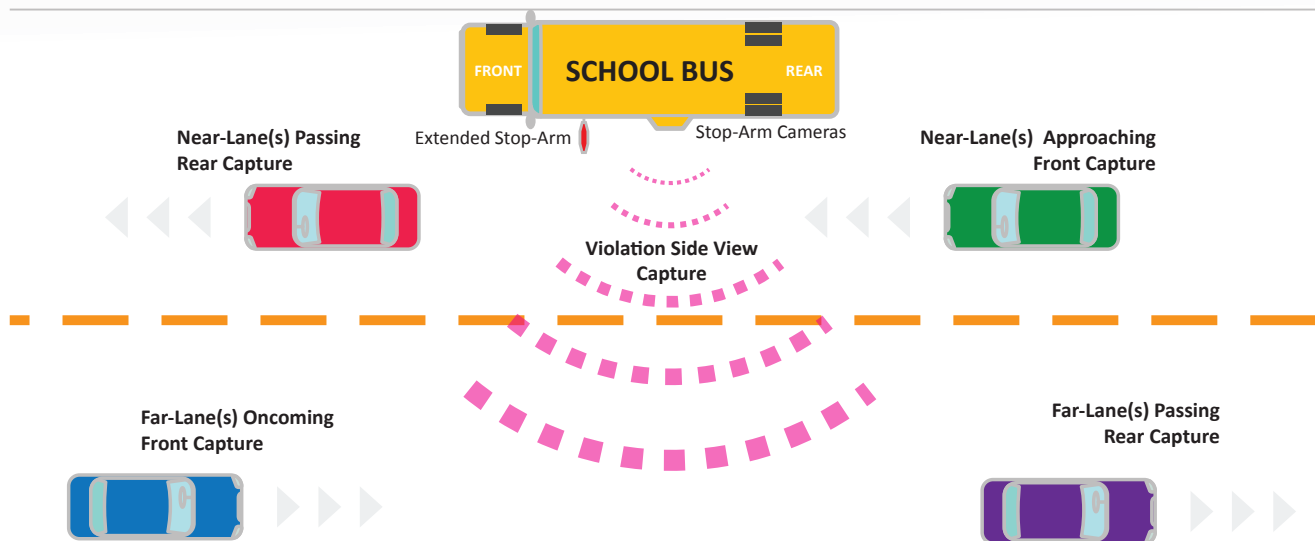 FRONT
SCHOOL BUS
REAR
Near-Lane(s) Passing
Rear Capture
Extended Stop-Arm
Stop-Arm Cameras
Near-Lane(s) Approaching
Front Capture
Violation Side View
Capture
Far-Lane(s) Oncoming
Front Capture
Far-Lane(s) Passing
Rear Capture